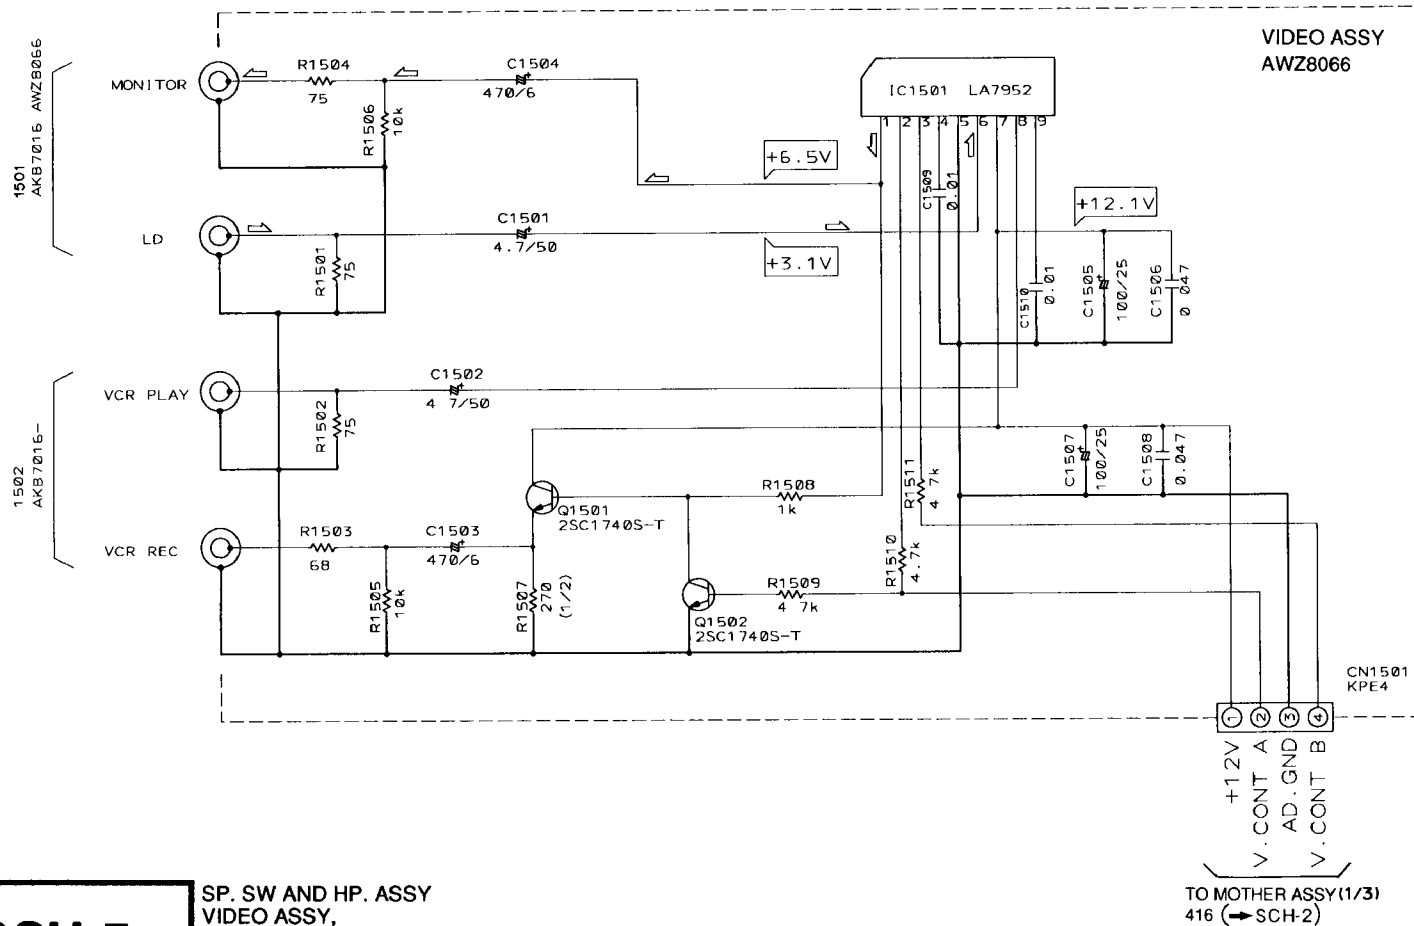 VIDEO ASSY
AWZ8066
1501
AKB7016 AWZ8066
MONITOR
R1504
75
R1506
10k
C1504
470/6
IC1501 LA7952
1 2 3 4 5 6 7 8 9
+6.5V
C1509
0.01
+12.1V
LD
R1501
75
C1501
4.7/50
+3.1V
C1510
0.01
C1505
100/25
C1506
0 047
1502
AKB7016-
VCR PLAY
R1502
75
C1502
4 7/50
C1507
100/25
C1508
0.047
Q1501
2SC1740S-T
R1508
1k
R1511
4 7k
VCR REC
R1503
68
R1505
10k
C1503
470/6
R1507
270
(1/2)
R1510
4.7k
R1509
4 7k
Q1502
2SC1740S-T
CN1501
KPE4
1 2 3 4
+12V
V.CONT A
AD.GND
V.CONT B
TO MOTHER ASSY(1/3)
416 (➡SCH-2)
SP. SW AND HP. ASSY
VIDEO ASSY,